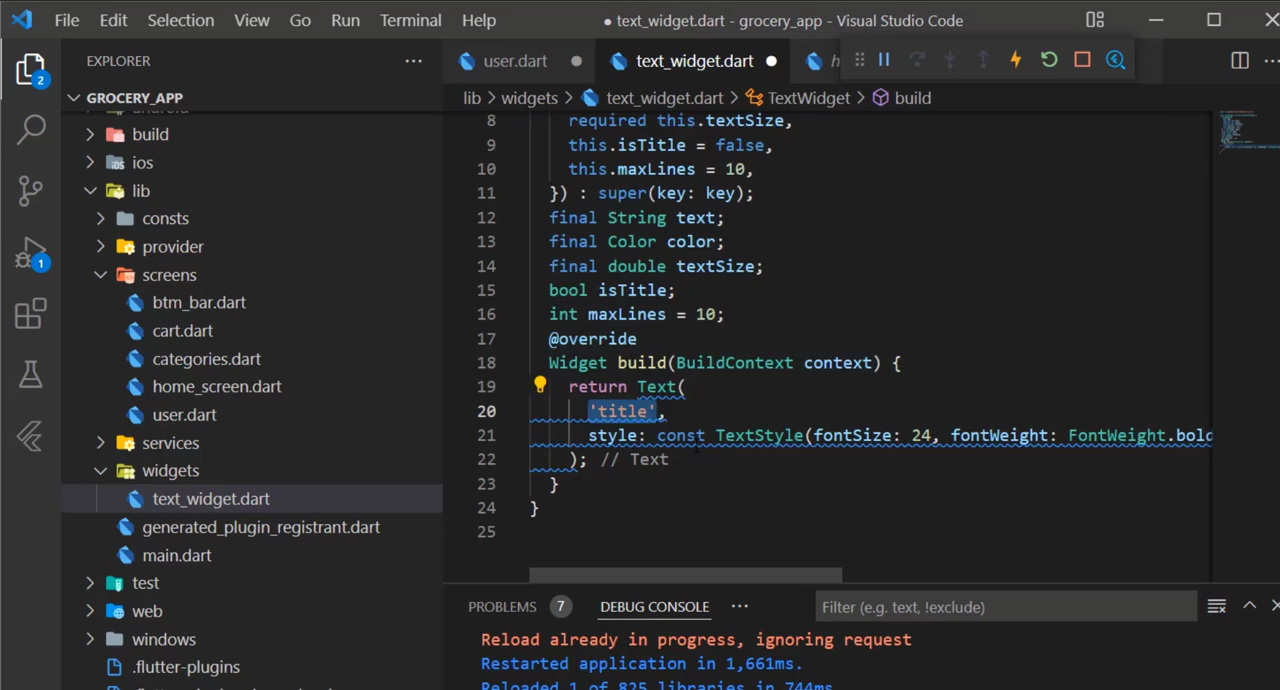 File Edit Selection View Go Run Terminal Help
● text_widget.dart - grocery_app - Visual Studio Code
EXPLORER
user.dart
text_widget.dart
GROCERY_APP
lib > widgets > text_widget.dart > TextWidget > build
build
ios
lib
consts
provider
screens
btm_bar.dart
cart.dart
categories.dart
home_screen.dart
user.dart
services
widgets
text_widget.dart
generated_plugin_registrant.dart
main.dart
test
web
windows
.flutter-plugins
2
1
8 required this.textSize,
9 this.isTitle = false,
10 this.maxLines = 10,
11 }) : super(key: key);
12 final String text;
13 final Color color;
14 final double textSize;
15 bool isTitle;
16 int maxLines = 10;
17 @override
18 Widget build(BuildContext context) {
19 return Text(
20 'title',
21 style: const TextStyle(fontSize: 24, fontWeight: FontWeight.bold
22 ); // Text
23 }
24 }
25
PROBLEMS 7 DEBUG CONSOLE
Filter (e.g. text, !exclude)
Reload already in progress, ignoring request
Restarted application in 1,661ms.
Reloaded 1 of 825 libraries in 744ms